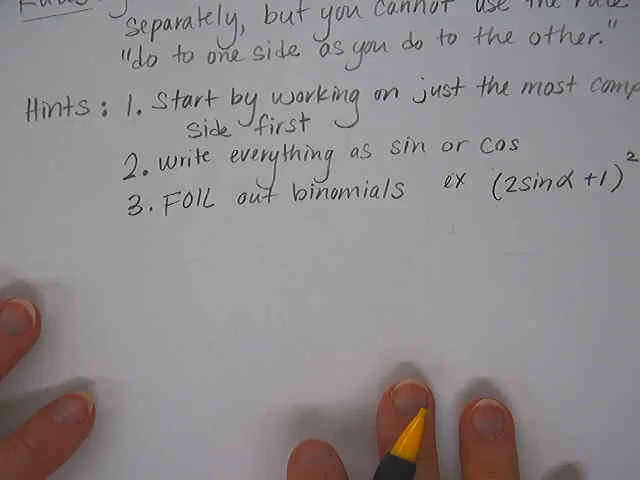 separately, but you cannot use the rule
"do to one side as you do to the other."
Hints: 1. Start by working on just the most comp
side first
2. Write everything as sin or cos
3. FOIL out binomials ex (2sinα + 1)²